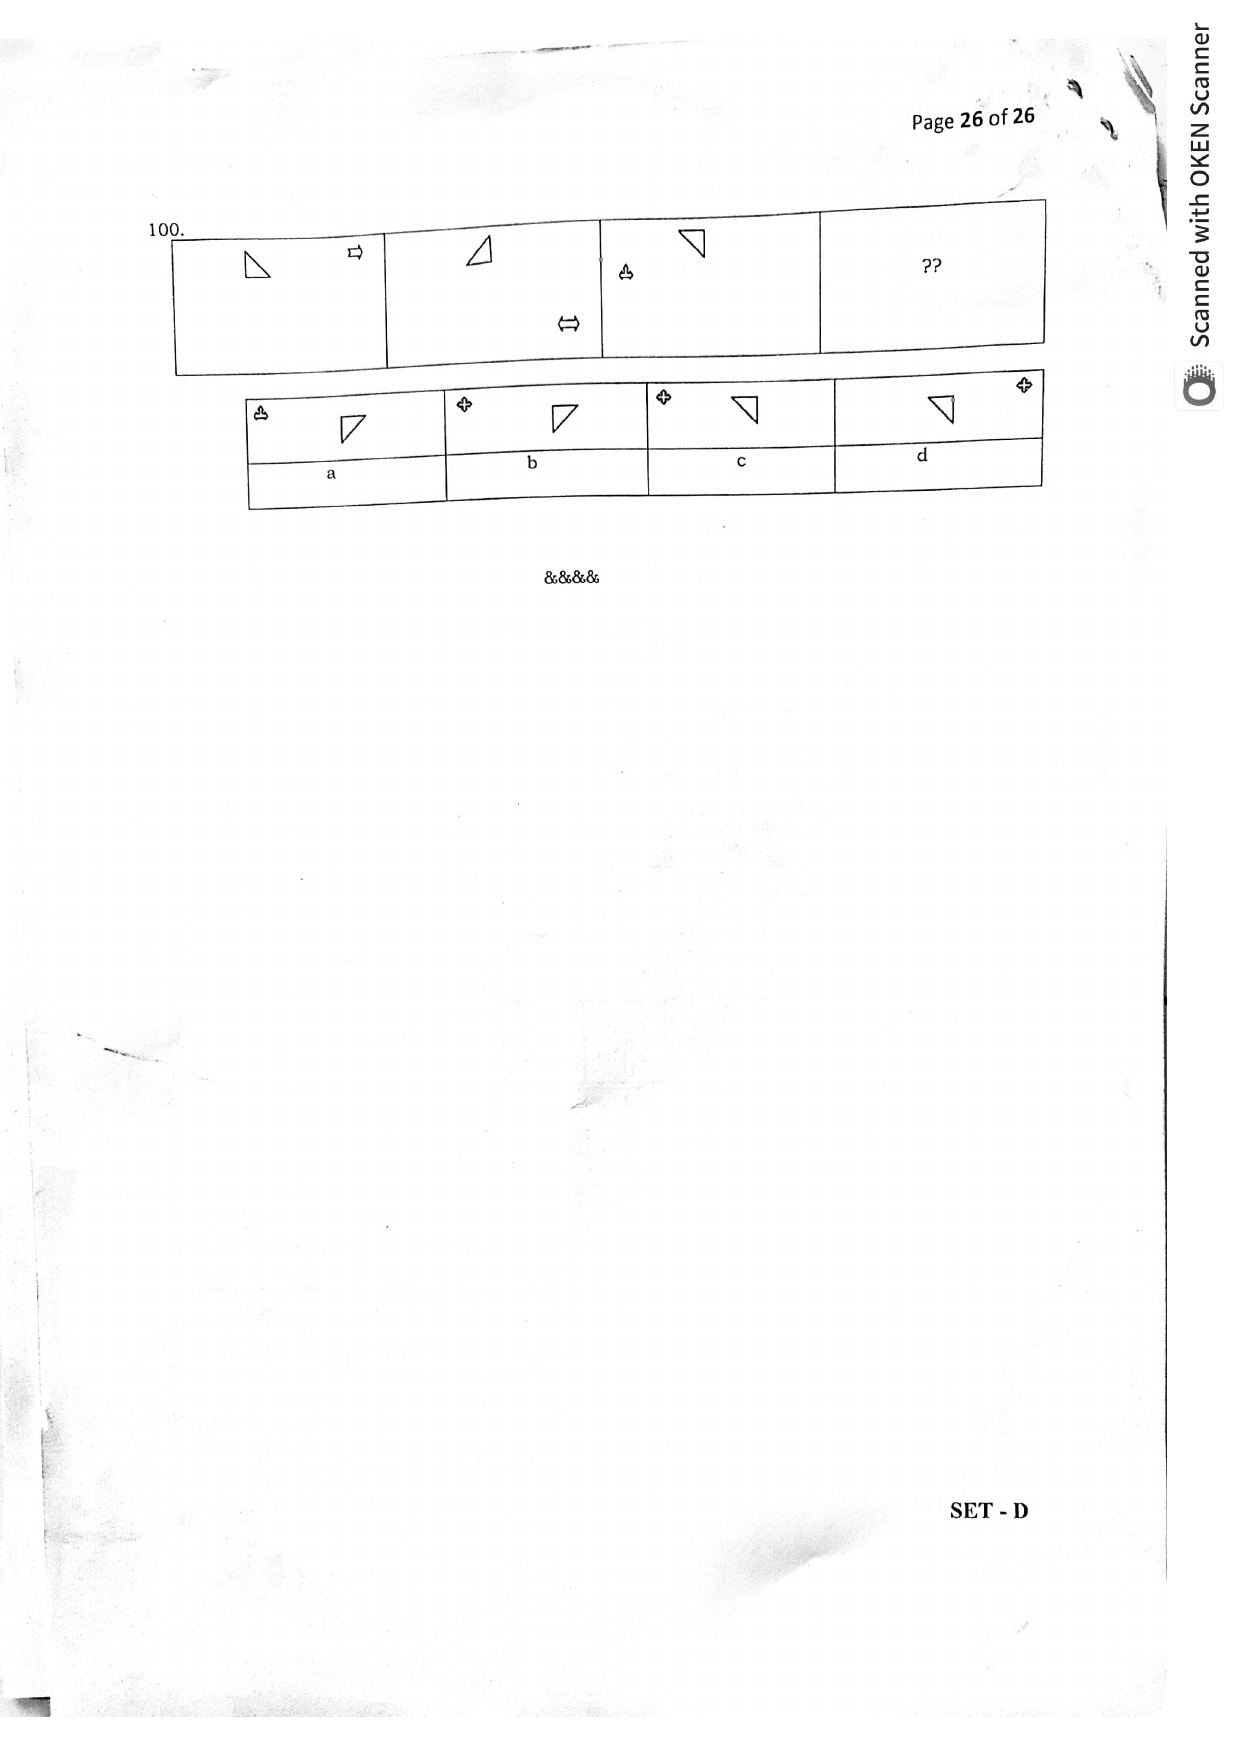 Page 26 of 26
100.
??
a b c d
&&&&
SET - D
Scanned with OKEN Scanner